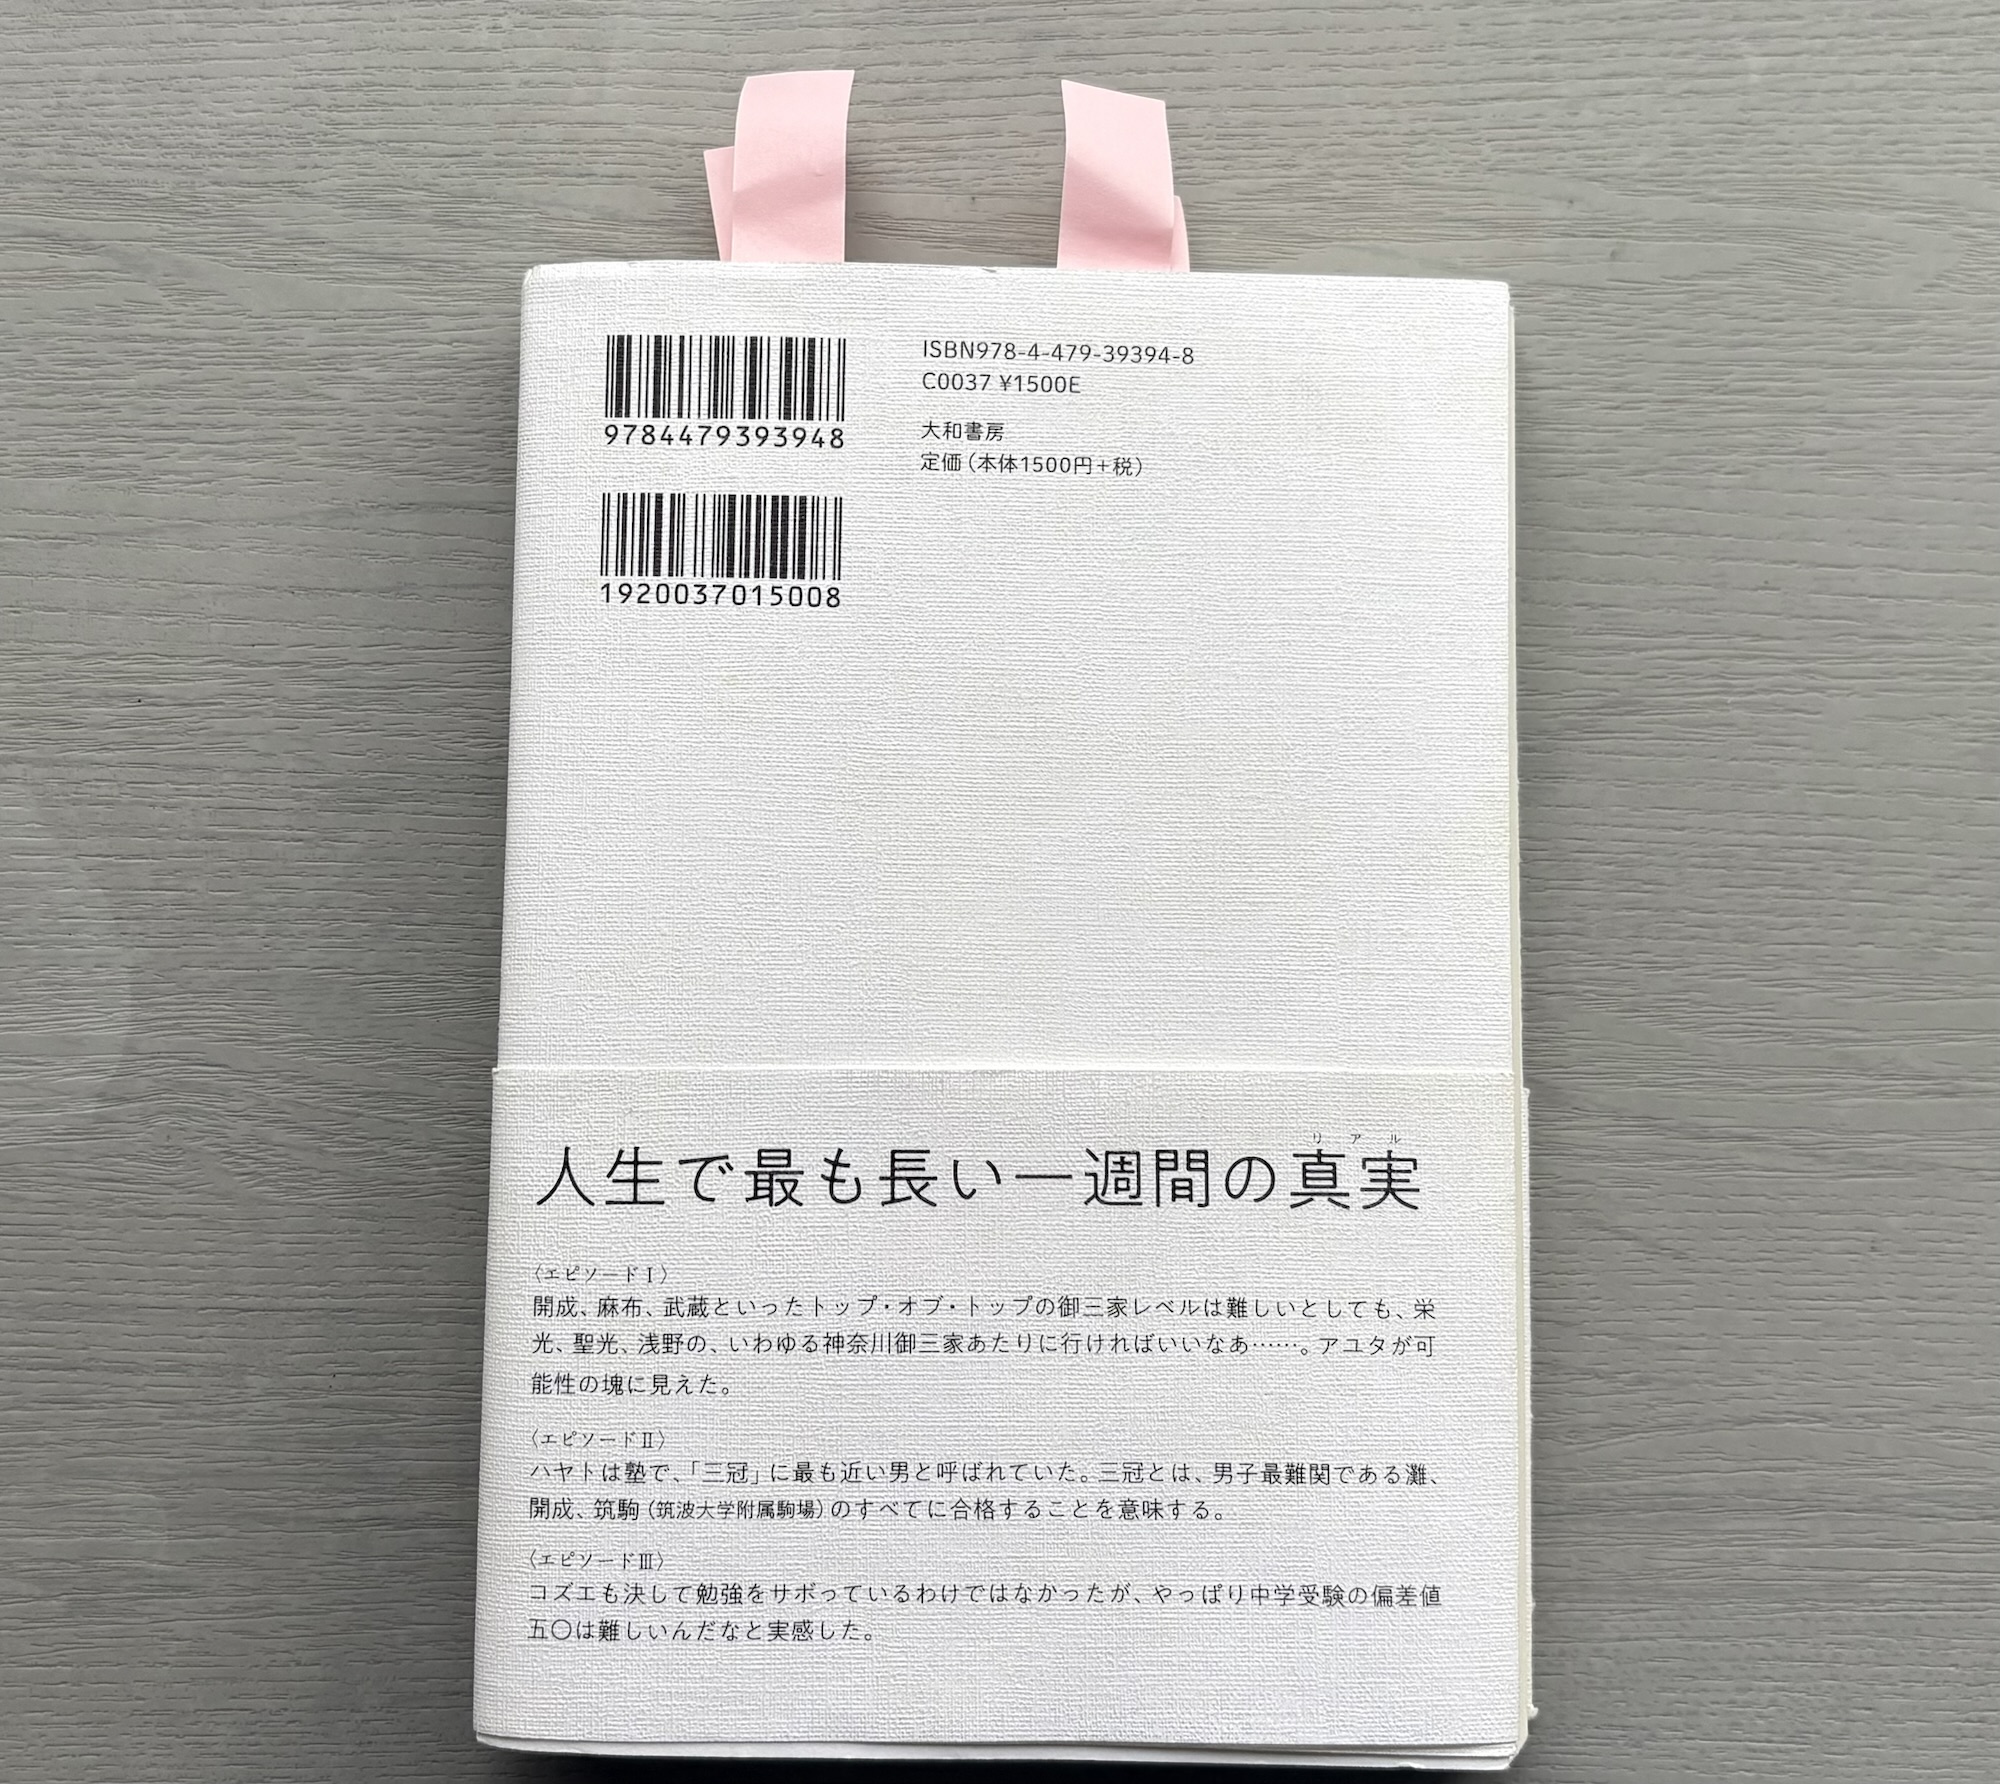 9784479393948
ISBN978-4-479-39394-8
C0037 ¥1500E
大和書房
定価(本体1500円+税)
1920037015008
リアル
人生で最も長い一週間の真実
〈エピソードⅠ〉
開成、麻布、武蔵といったトップ・オブ・トップの御三家レベルは難しいとしても、栄
光、聖光、浅野の、いわゆる神奈川御三家あたりに行ければいいなあ……。アユタが可
能性の塊に見えた。
〈エピソードⅡ〉
ハヤトは塾で、「三冠」に最も近い男と呼ばれていた。三冠とは、男子最難関である灘、
開成、筑駒(筑波大学附属駒場)のすべてに合格することを意味する。
〈エピソードⅢ〉
コズエも決して勉強をサボっているわけではなかったが、やっぱり中学受験の偏差値
五〇は難しいんだなと実感した。